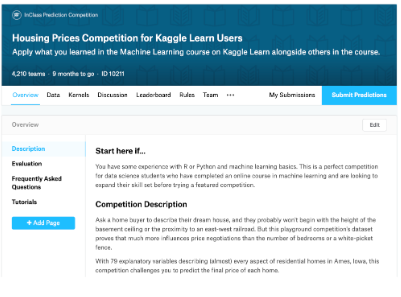 InClass Prediction Competition
Housing Prices Competition for Kaggle Learn Users
Apply what you learned in the Machine Learning course on Kaggle Learn alongside others in the course.
4,210 teams · 9 months to go · ID 10211
Overview Data Kernels Discussion Leaderboard Rules Team ••• My Submissions Submit Predictions
Overview Edit
Description
Evaluation
Frequently Asked
Questions
Tutorials
+ Add Page
Start here if...
You have some experience with R or Python and machine learning basics. This is a perfect competition
for data science students who have completed an online course in machine learning and are looking to
expand their skill set before trying a featured competition.
Competition Description
Ask a home buyer to describe their dream house, and they probably won't begin with the height of the
basement ceiling or the proximity to an east-west railroad. But this playground competition's dataset
proves that much more influences price negotiations than the number of bedrooms or a white-picket
fence.
With 79 explanatory variables describing (almost) every aspect of residential homes in Ames, Iowa, this
competition challenges you to predict the final price of each home.